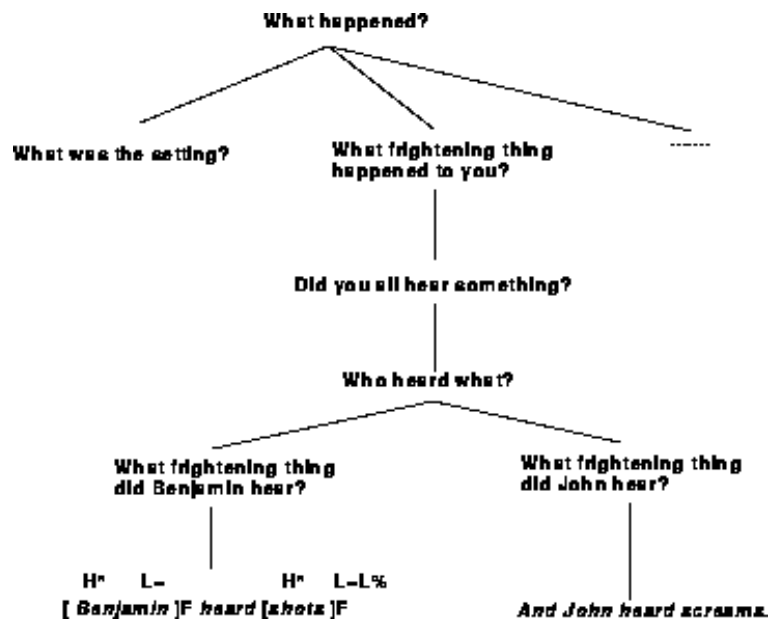 What happened?
What was the setting?
What frightening thing
happened to you?
------
Did you all hear something?
Who heard what?
What frightening thing
did Benjamin hear?
What frightening thing
did John hear?
H* L- H* L-L%
[ Benjamin ]F heard [shots ]F
And John heard screams.